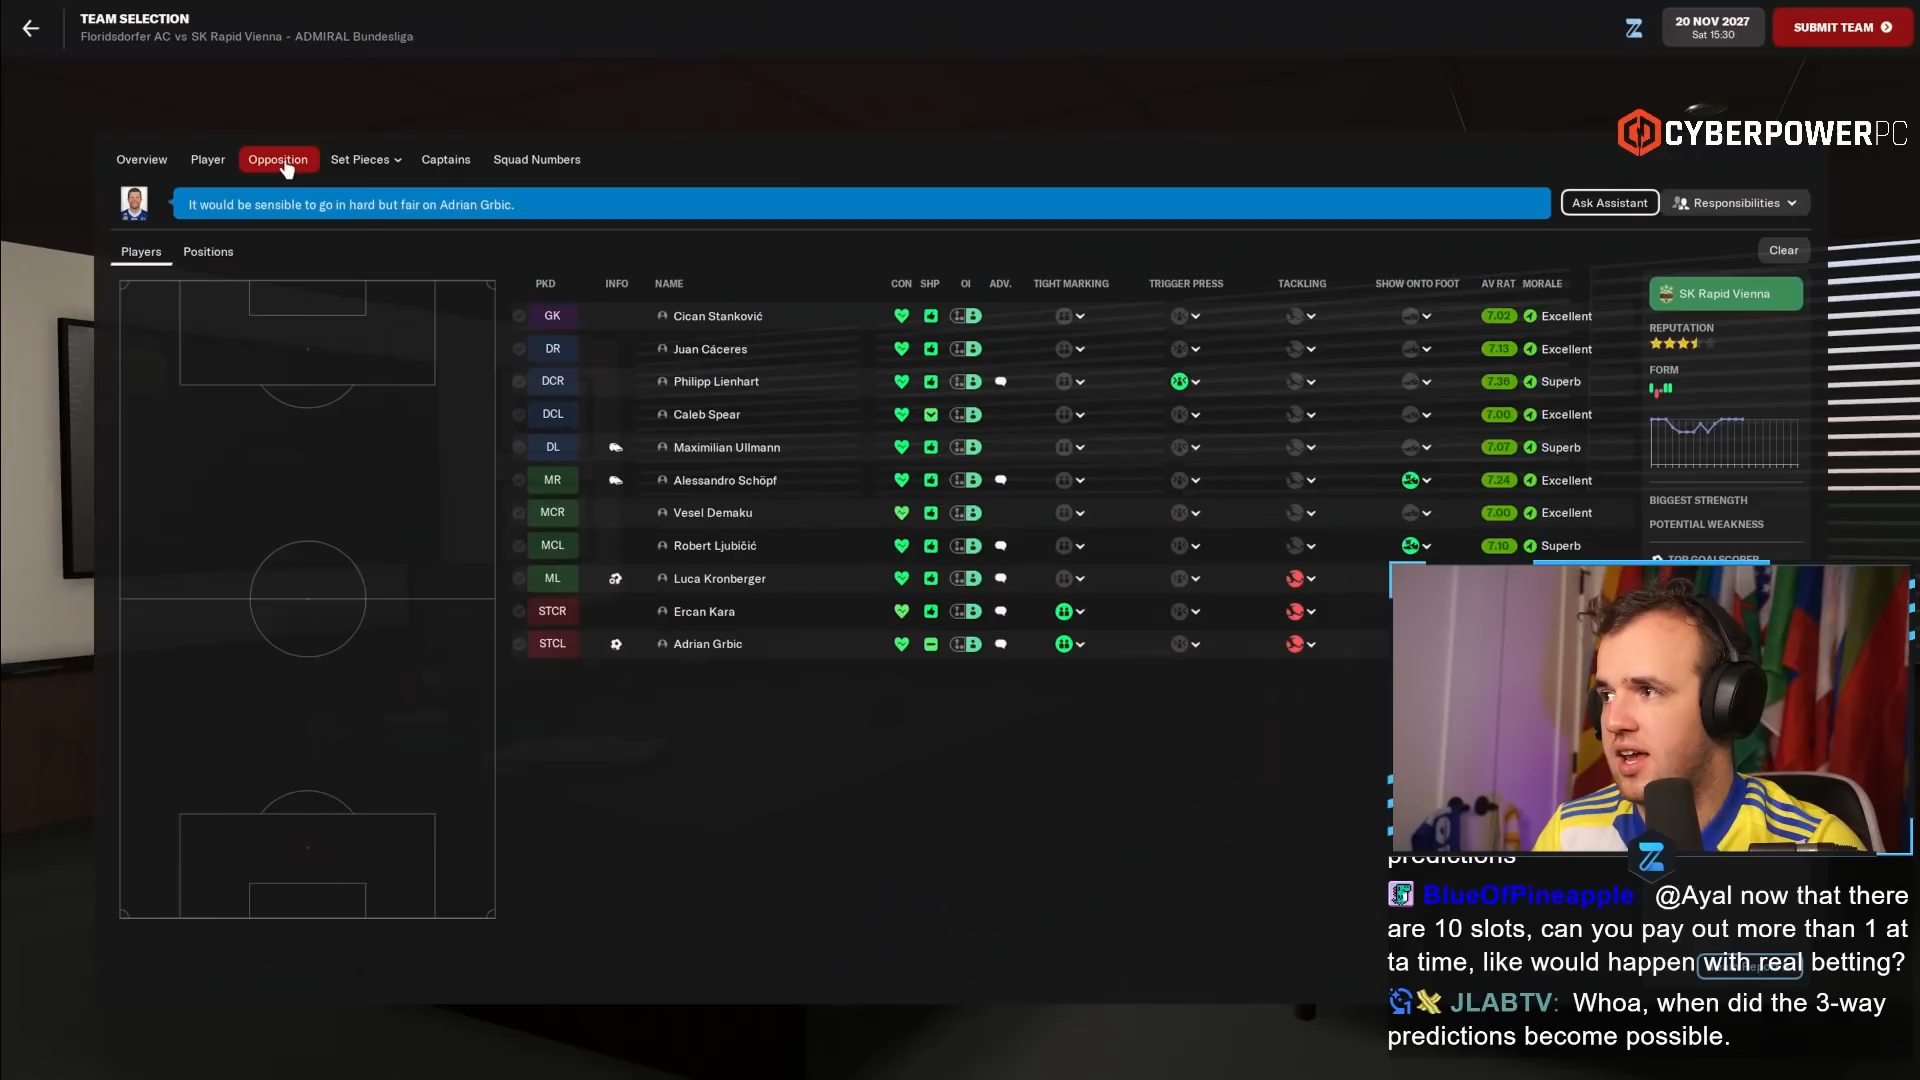 TEAM SELECTION
Floridsdorfer AC vs SK Rapid Vienna - ADMIRAL Bundesliga
20 NOV 2027
Sat 15:30
SUBMIT TEAM
CYBERPOWERPC
Overview Player Opposition Set Pieces Captains Squad Numbers
It would be sensible to go in hard but fair on Adrian Grbic.
Ask Assistant Responsibilities
Players Positions Clear
PKD INFO NAME CON SHP OI ADV. TIGHT MARKING TRIGGER PRESS TACKLING SHOW ONTO FOOT AV RAT MORALE
GK Cican Stanković 7.02 Excellent
DR Juan Cáceres 7.13 Excellent
DCR Philipp Lienhart 7.36 Superb
DCL Caleb Spear 7.00 Excellent
DL Maximilian Ullmann 7.07 Superb
MR Alessandro Schöpf 7.24 Excellent
MCR Vesel Demaku 7.00 Excellent
MCL Robert Ljubičić 7.10 Superb
ML Luca Kronberger
STCR Ercan Kara
STCL Adrian Grbic
SK Rapid Vienna
REPUTATION
FORM
BIGGEST STRENGTH
POTENTIAL WEAKNESS
TOP GOALSCORER
predictions
BlueOfPineapple @Ayal now that there
are 10 slots, can you pay out more than 1 at
ta time, like would happen with real betting?
JLABTV: Whoa, when did the 3-way
predictions become possible.